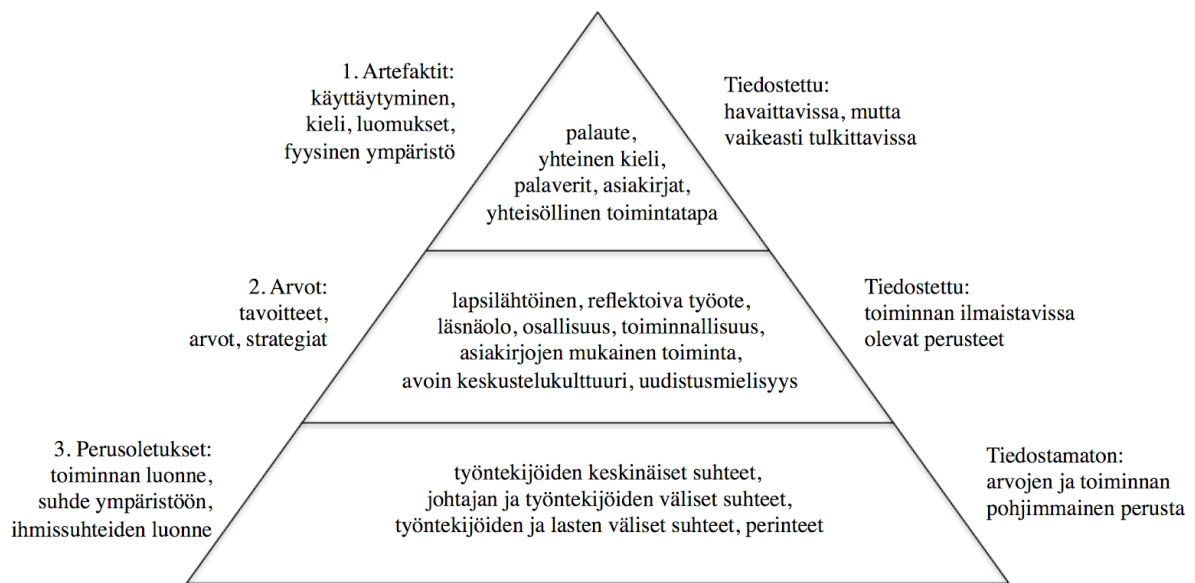 1. Artefaktit:
käyttäytyminen,
kieli, luomukset,
fyysinen ympäristö
palaute,
yhteinen kieli,
palaverit, asiakirjat,
yhteisöllinen toimintatapa
Tiedostettu:
havaittavissa, mutta
vaikeasti tulkittavissa
2. Arvot:
tavoitteet,
arvot, strategiat
lapsilähtöinen, reflektoiva työote,
läsnäolo, osallisuus, toiminnallisuus,
asiakirjojen mukainen toiminta,
avoin keskustelukulttuuri, uudistusmielisyys
Tiedostettu:
toiminnan ilmaistavissa
olevat perusteet
3. Perusoletukset:
toiminnan luonne,
suhde ympäristöön,
ihmissuhteiden luonne
työntekijöiden keskinäiset suhteet,
johtajan ja työntekijöiden väliset suhteet,
työntekijöiden ja lasten väliset suhteet, perinteet
Tiedostamaton:
arvojen ja toiminnan
pohjimmainen perusta